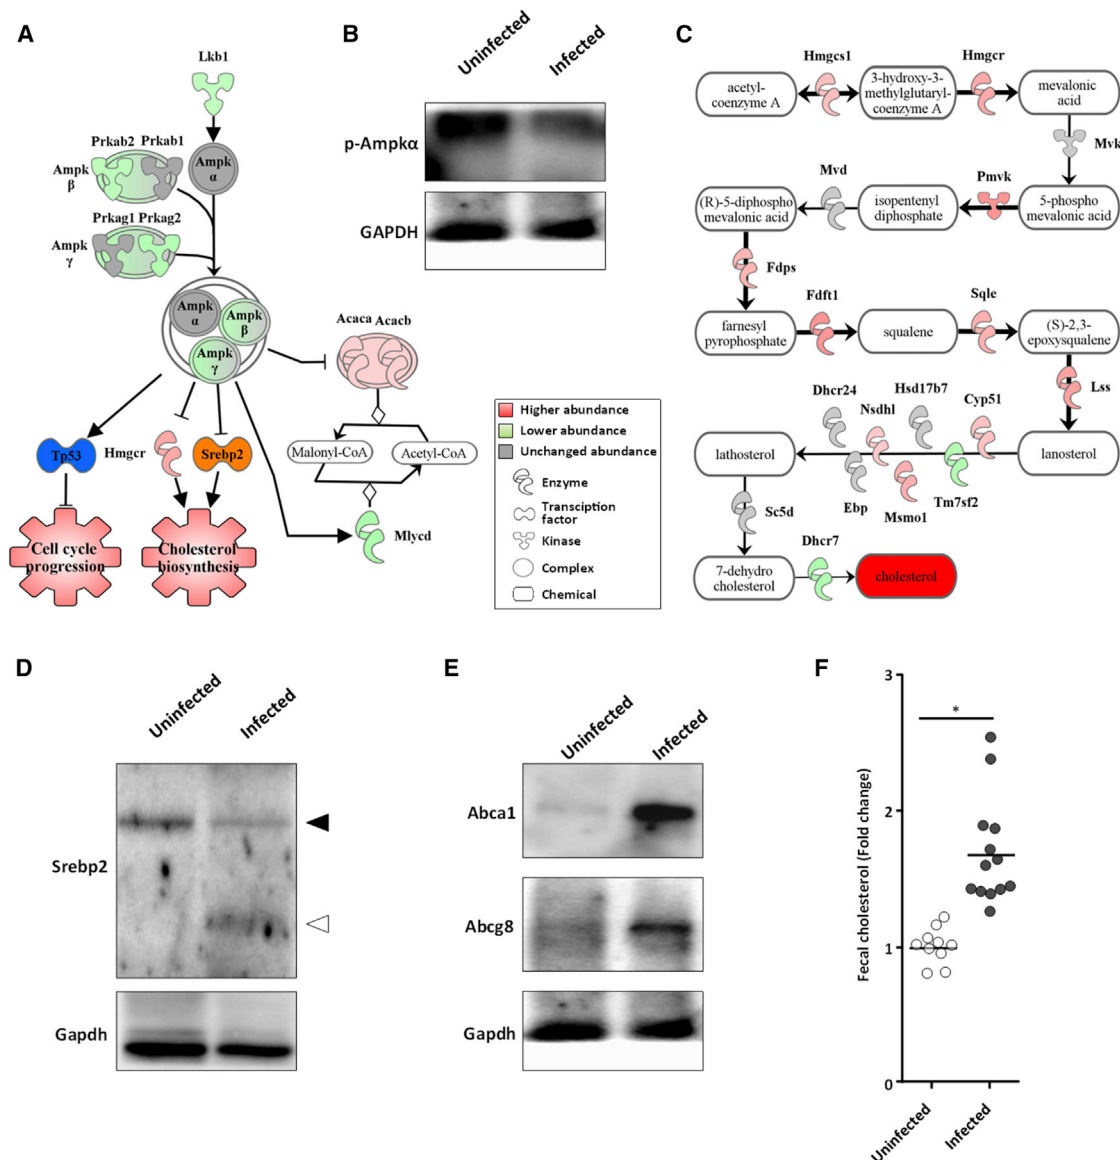 A
Lkb1
Prkab2 Prkab1
Ampk
β
Ampk
α
Prkag1 Prkag2
Ampk
γ
Ampk
α
Ampk
β
Ampk
γ
Acaca Acacb
Malonyl-CoA
Acetyl-CoA
Mlycd
Tp53
Hmgcr
Srebp2
Cell cycle
progression
Cholesterol
biosynthesis
Higher abundance
Lower abundance
Unchanged abundance
Enzyme
Transciption
factor
Kinase
Complex
Chemical
B
Uninfected
Infected
p-Ampkα
GAPDH
C
Hmgcs1
Hmgcr
acetyl-
coenzyme A
3-hydroxy-3-
methylglutaryl-
coenzyme A
mevalonic
acid
Mvk
Mvd
Pmvk
(R)-5-diphospho
mevalonic acid
isopentenyl
diphosphate
5-phospho
mevalonic acid
Fdps
Fdft1
Sqle
farnesyl
pyrophosphate
squalene
(S)-2,3-
epoxysqualene
Lss
Dhcr24
Nsdhl
Hsd17b7
Cyp51
lathosterol
lanosterol
Ebp
Msmo1
Tm7sf2
Sc5d
Dhcr7
7-dehydro
cholesterol
cholesterol
D
Uninfected
Infected
Srebp2
Gapdh
E
Uninfected
Infected
Abca1
Abcg8
Gapdh
F
Fecal cholesterol (Fold change)
3
2
1
0
*
Uninfected
Infected